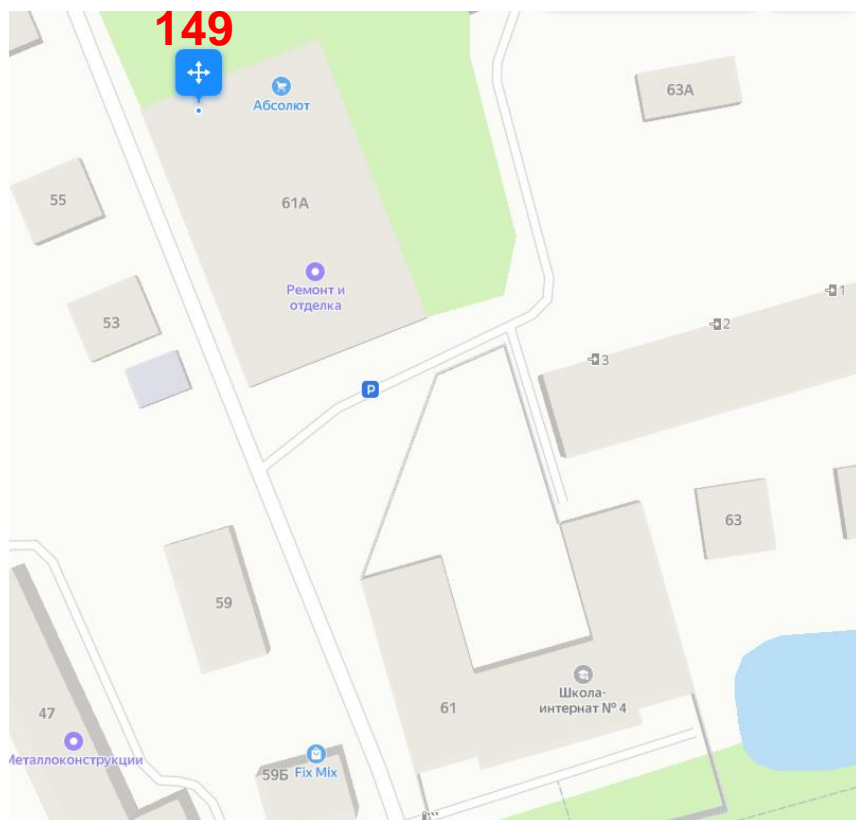 149
63А
Абсолют
55
61А
Ремонт и
отделка
1
2
53
3
P
63
59
Школа-
интернат № 4
61
47
Металлоконструкции
59Б
Fix Mix